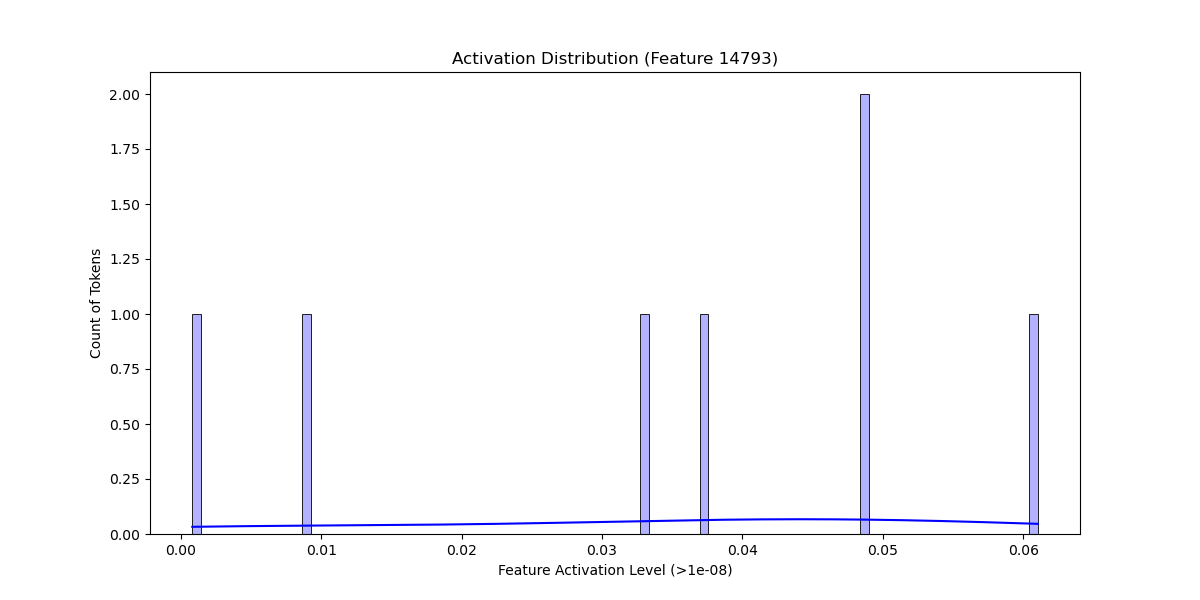 Activation Distribution (Feature 14793)
Count of Tokens
2.00
1.75
1.50
1.25
1.00
0.75
0.50
0.25
0.00
0.00 0.01 0.02 0.03 0.04 0.05 0.06
Feature Activation Level (>1e-08)